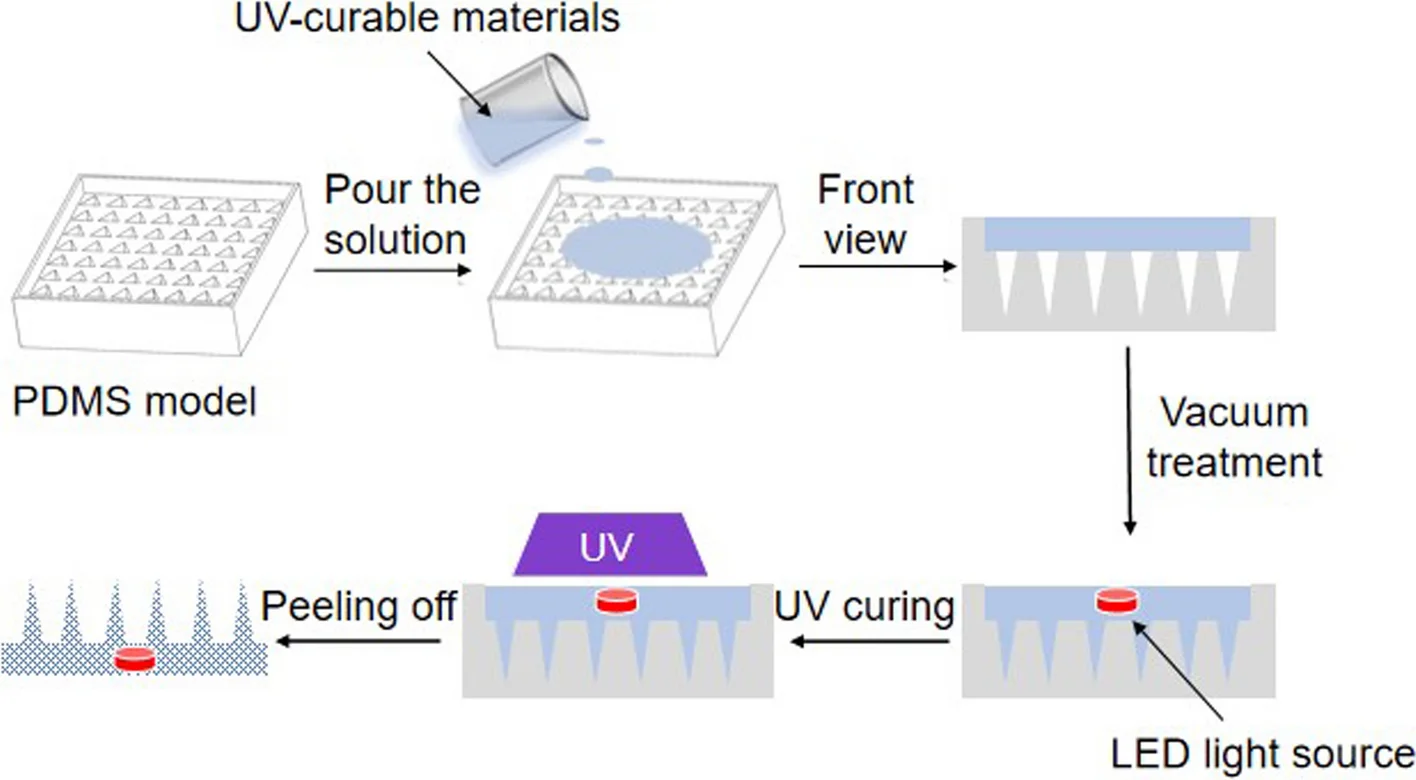 UV-curable materials
Pour the
solution
Front
view
PDMS model
Vacuum
treatment
UV
Peeling off
UV curing
LED light source